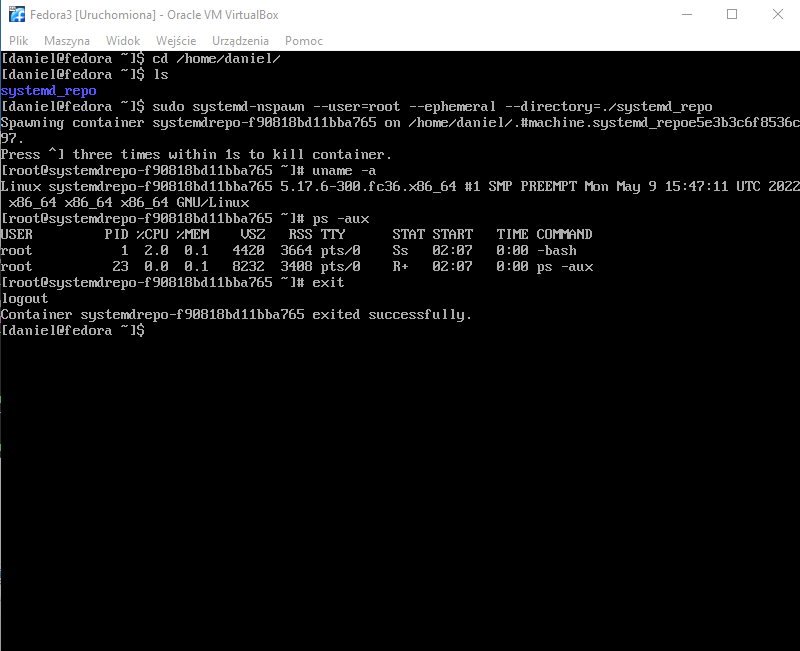 Fedora3 [Uruchomiona] - Oracle VM VirtualBox
Plik Maszyna Widok Wejście Urządzenia Pomoc
[daniel@fedora ~]$ cd /home/daniel/
[daniel@fedora ~]$ ls
systemd_repo
[daniel@fedora ~]$ sudo systemd-nspawn --user=root --ephemeral --directory=./systemd_repo
Spawning container systemdrepo-f90818bd11bba765 on /home/daniel/.#machine.systemd_repoe5e3b3c6f8536c
97.
Press ^] three times within 1s to kill container.
[root@systemdrepo-f90818bd11bba765 ~]# uname -a
Linux systemdrepo-f90818bd11bba765 5.17.6-300.fc36.x86_64 #1 SMP PREEMPT Mon May 9 15:47:11 UTC 2022
 x86_64 x86_64 x86_64 GNU/Linux
[root@systemdrepo-f90818bd11bba765 ~]# ps -aux
USER         PID %CPU %MEM    VSZ   RSS TTY      STAT START   TIME COMMAND
root           1  2.0  0.1   4420  3664 pts/0    Ss   02:07   0:00 -bash
root          23  0.0  0.1   8232  3408 pts/0    R+   02:07   0:00 ps -aux
[root@systemdrepo-f90818bd11bba765 ~]# exit
logout
Container systemdrepo-f90818bd11bba765 exited successfully.
[daniel@fedora ~]$